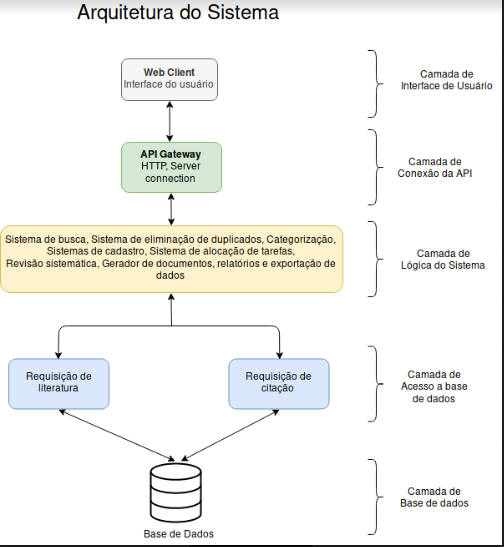 Arquitetura do Sistema
Web Client
Interface do usuário
Camada de
Interface de Usuário
API Gateway
HTTP, Server
connection
Camada de
Conexão da API
Sistema de busca, Sistema de eliminação de duplicados, Categorização,
Sistemas de cadastro, Sistema de alocação de tarefas,
Revisão sistemática, Gerador de documentos, relatórios e exportação de
dados
Camada de
Lógica do Sistema
Requisição de
literatura
Requisição de
citação
Camada de
Acesso a base
de dados
Base de Dados
Camada de
Base de dados